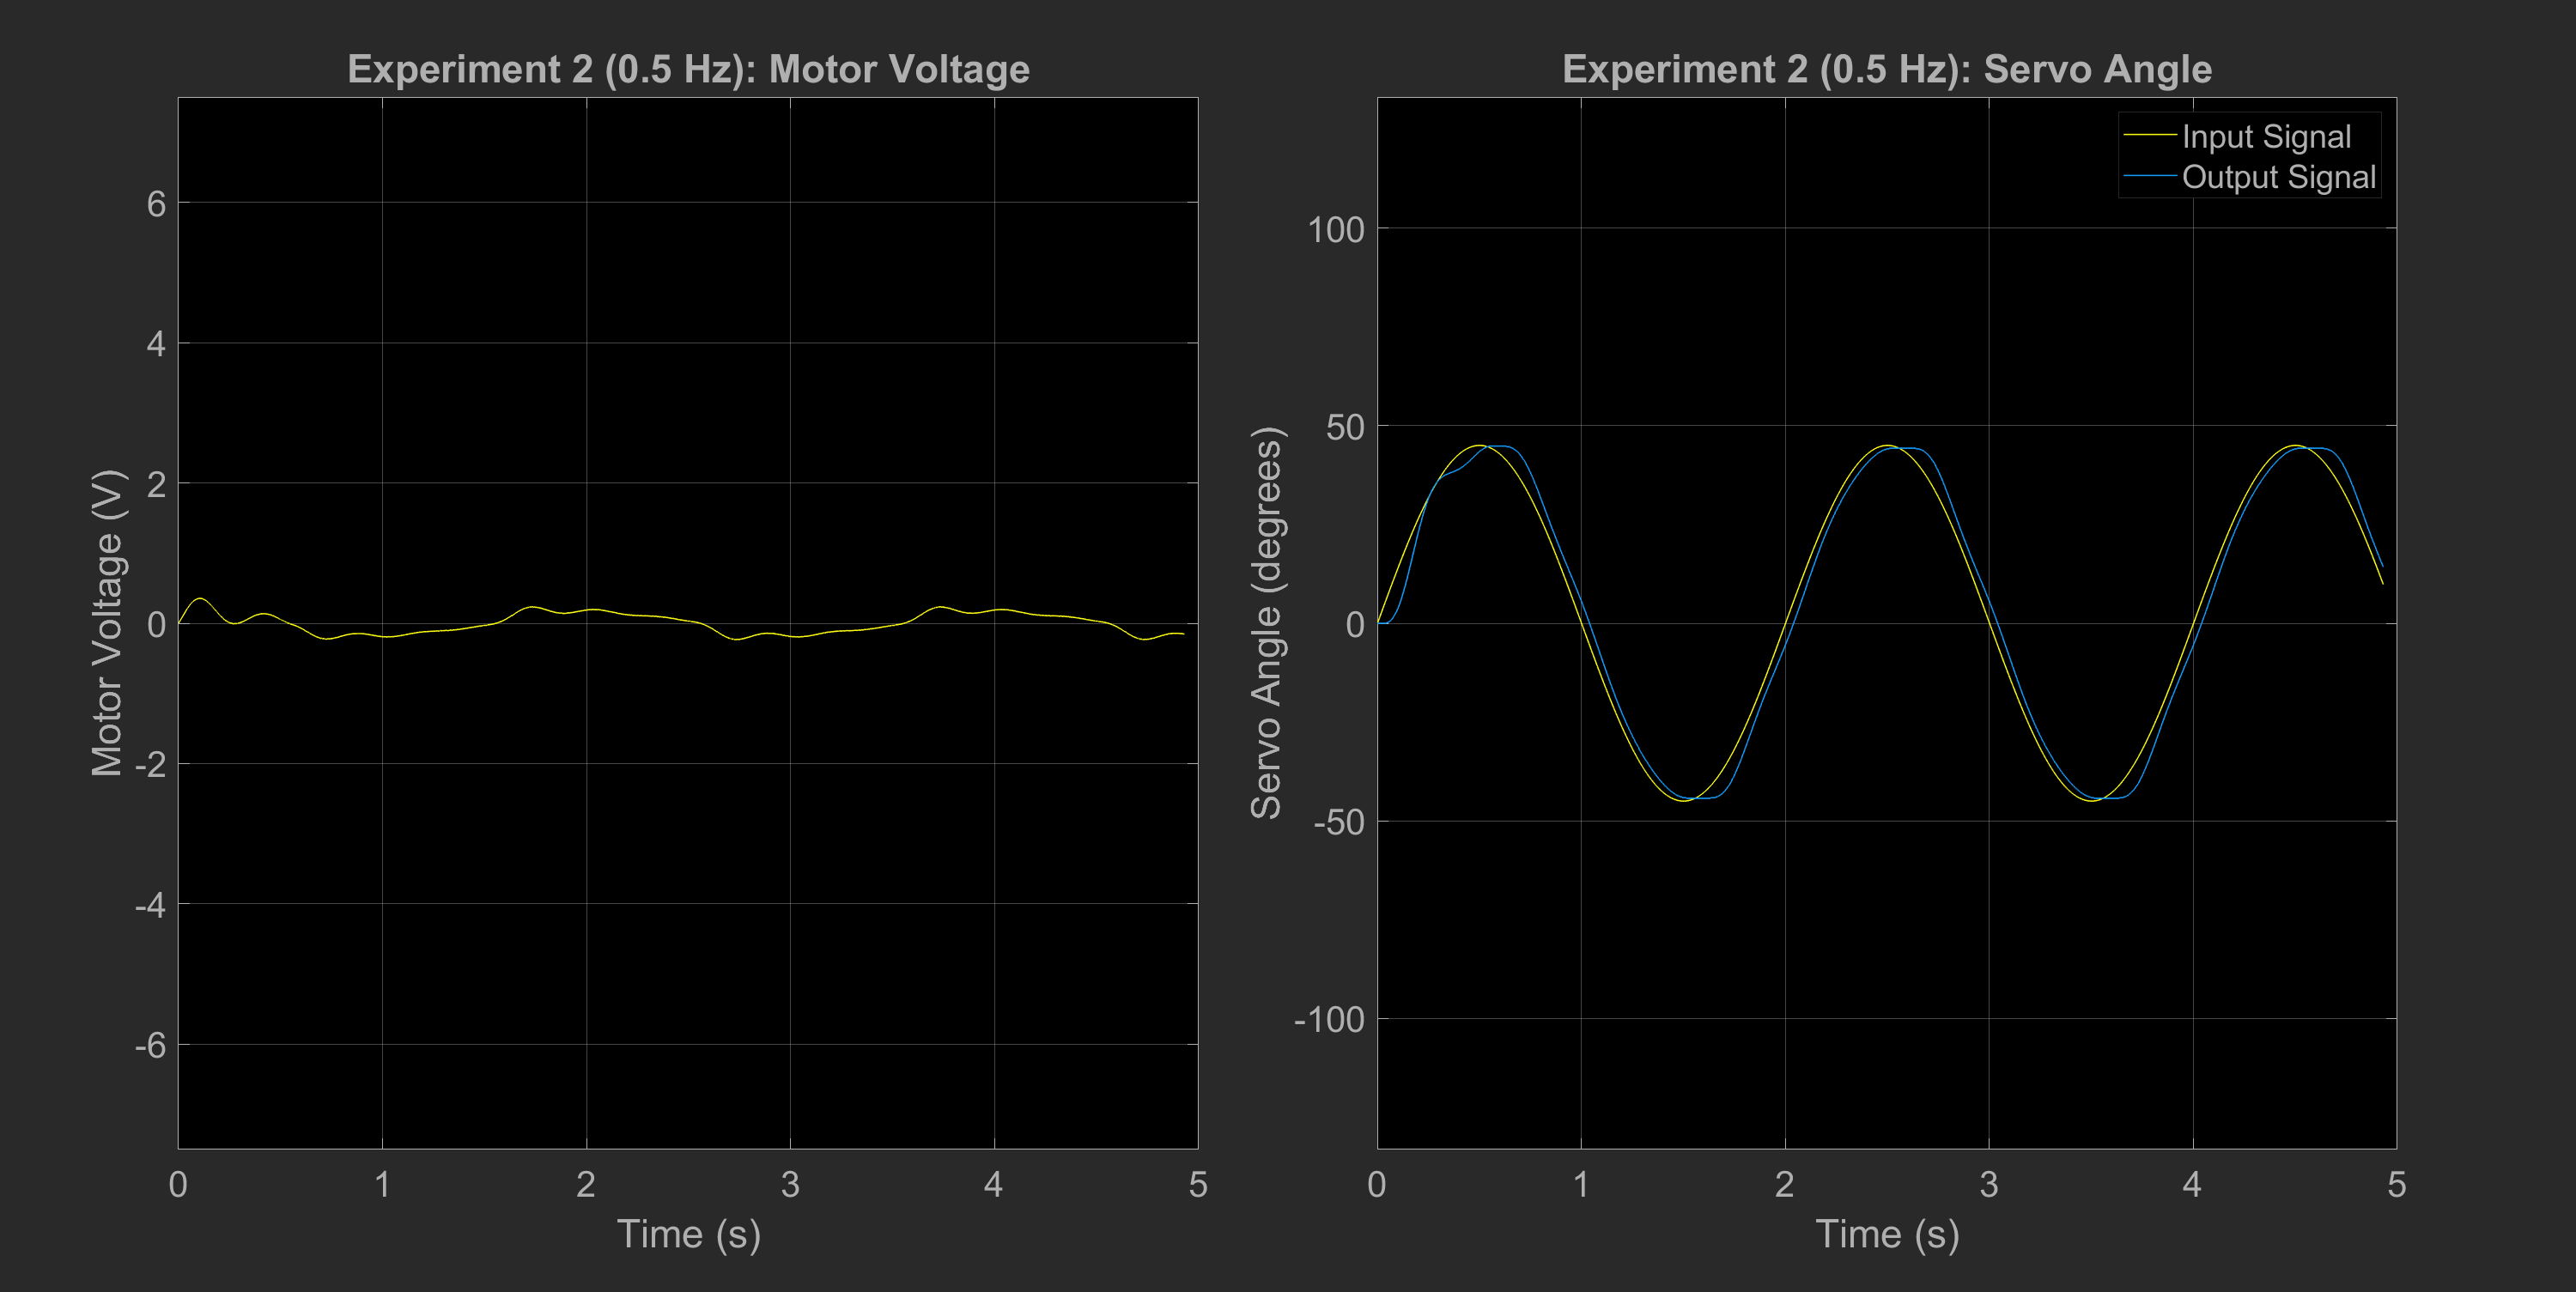 Experiment 2 (0.5 Hz): Motor Voltage
6
4
2
0
-2
-4
-6
Motor Voltage (V)
0 1 2 3 4 5
Time (s)
Experiment 2 (0.5 Hz): Servo Angle
Input Signal
Output Signal
100
50
0
-50
-100
Servo Angle (degrees)
0 1 2 3 4 5
Time (s)